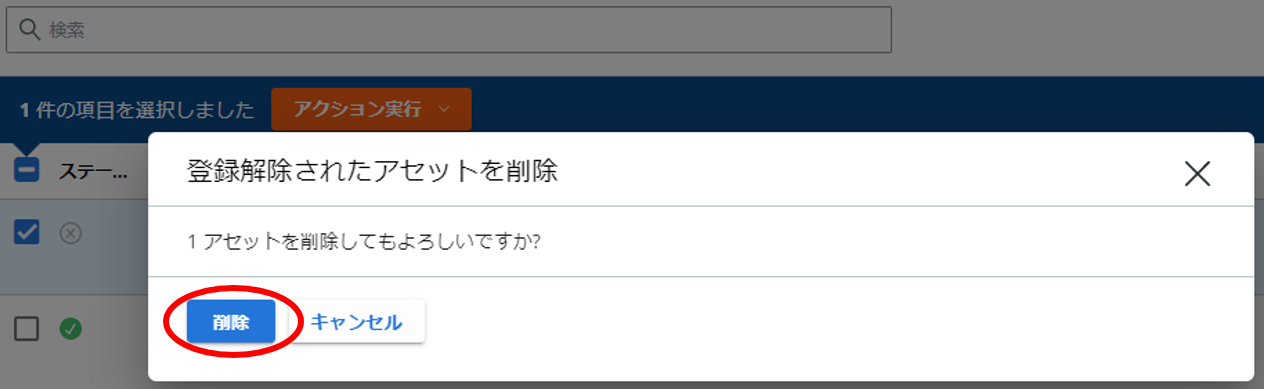 検索
1 件の項目を選択しました
アクション実行
ステー...
登録解除されたアセットを削除
1 アセットを削除してもよろしいですか?
削除
キャンセル